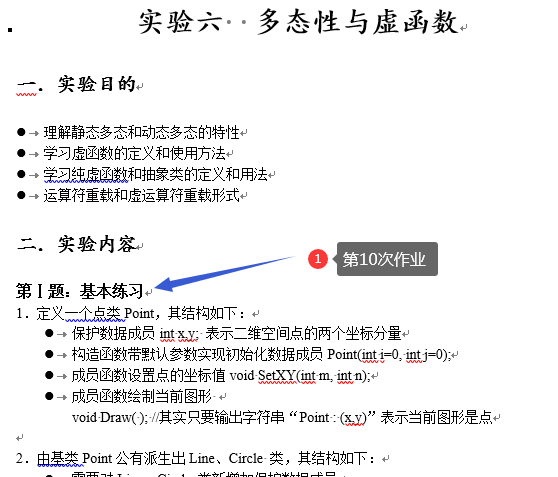 实验六 多态性与虚函数
一．实验目的
● 理解静态多态和动态多态的特性
● 学习虚函数的定义和使用方法
● 学习纯虚函数和抽象类的定义和用法
● 运算符重载和虚运算符重载形式
二．实验内容
1 第10次作业
第Ⅰ题：基本练习
1．定义一个点类 Point，其结构如下：
● 保护数据成员 int x,y; 表示二维空间点的两个坐标分量
● 构造函数带默认参数实现初始化数据成员 Point(int i=0, int j=0);
● 成员函数设置点的坐标值 void SetXY(int m, int n);
● 成员函数绘制当前图形
void Draw( ); //其实只要输出字符串“Point : (x,y)”表示当前图形是点
2．由基类 Point 公有派生出 Line、Circle 类，其结构如下：